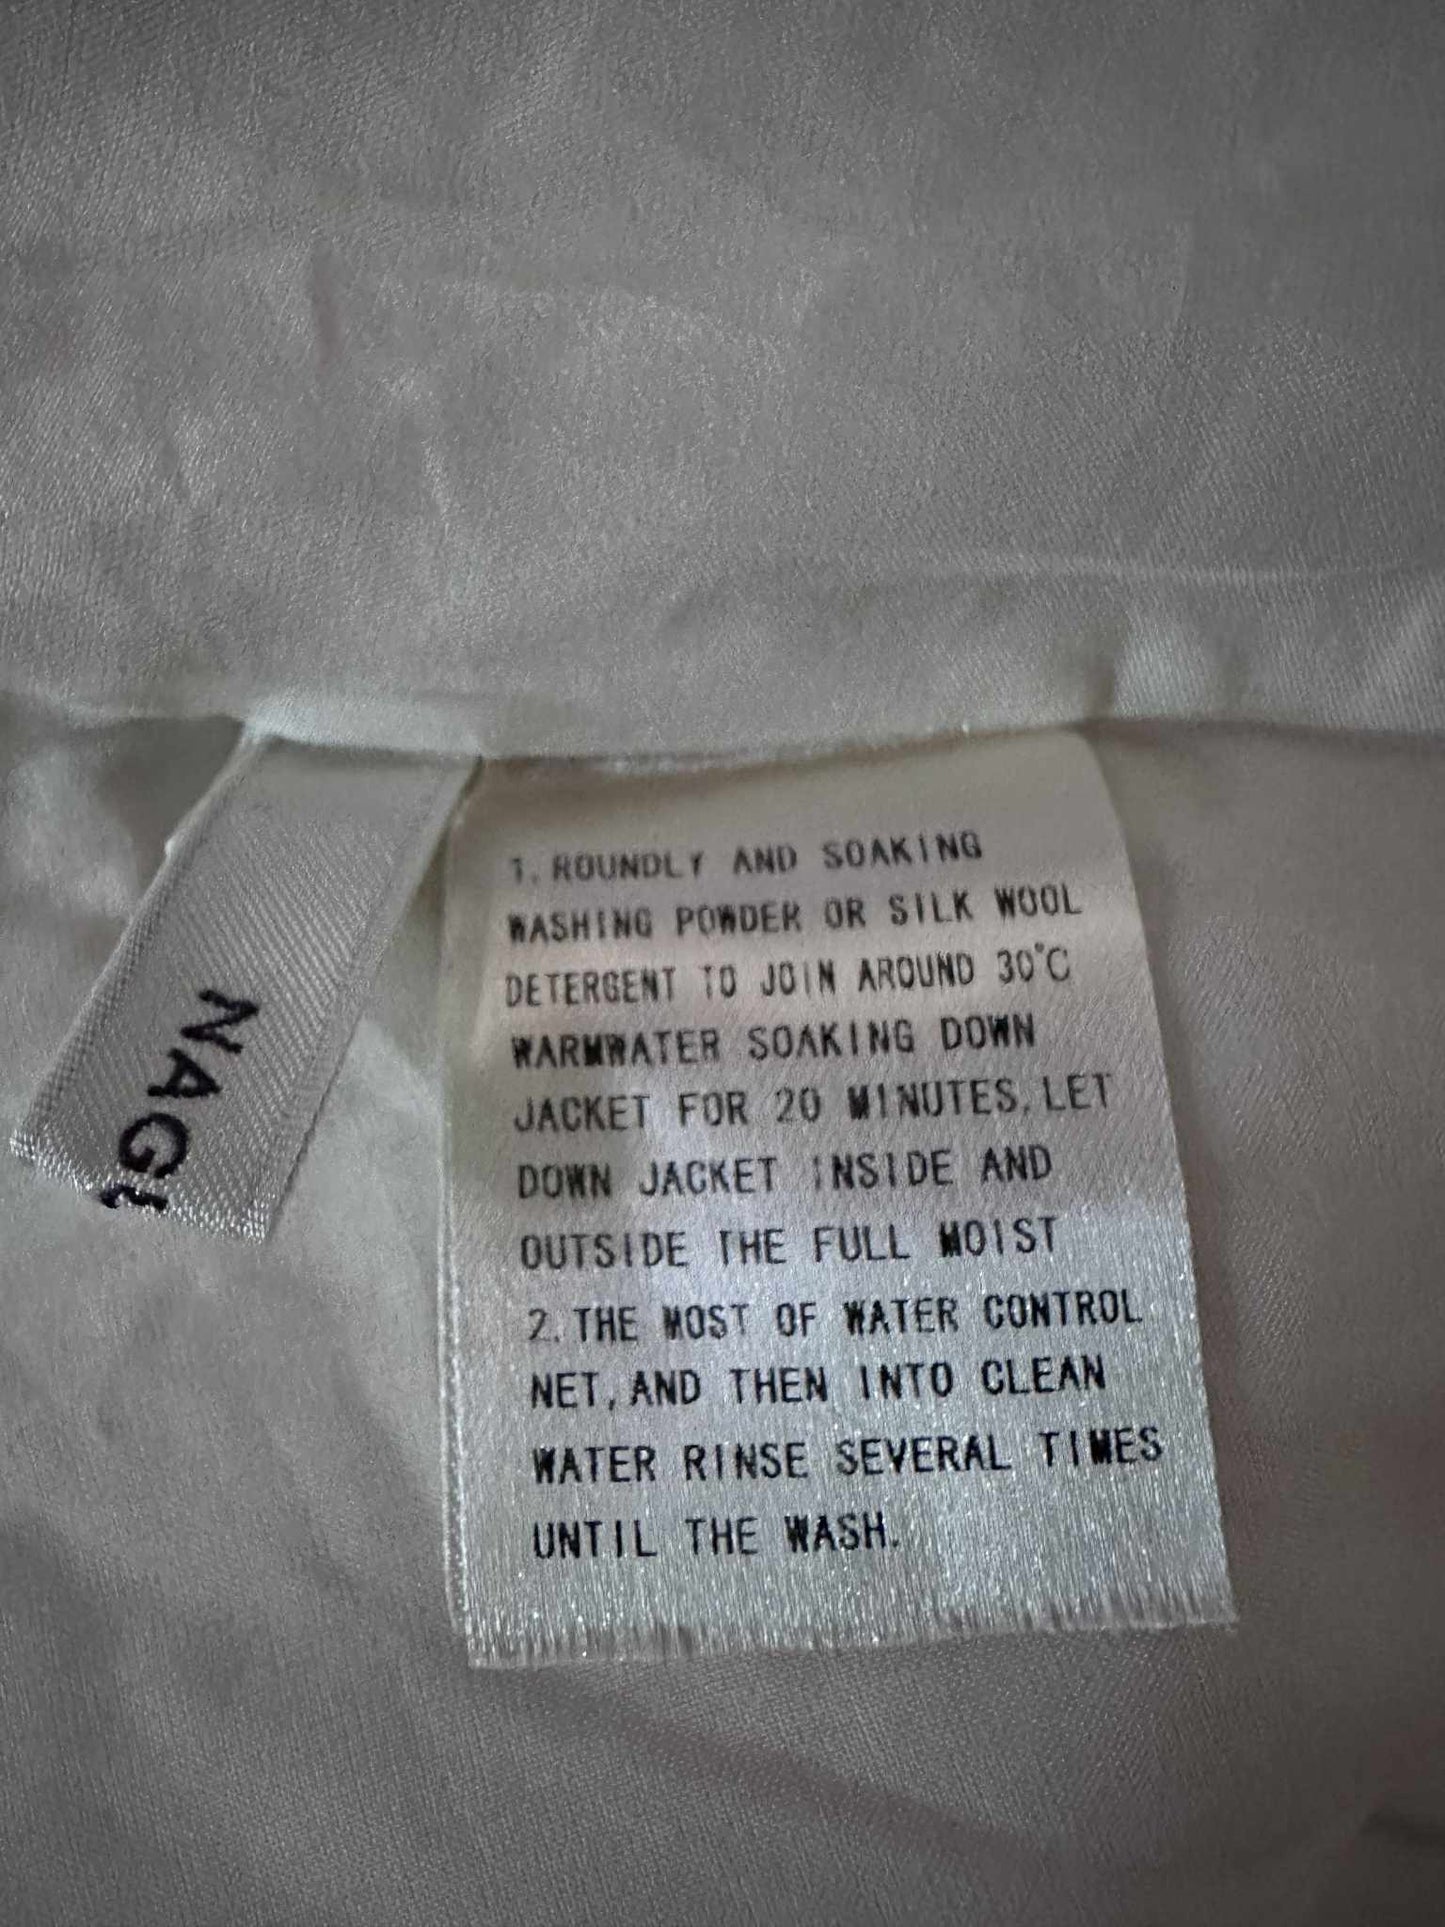 NAG
1. ROUNDLY AND SOAKING
WASHING POWDER OR SILK WOOL
DETERGENT TO JOIN AROUND 30°C
WARMWATER SOAKING DOWN
JACKET FOR 20 MINUTES, LET
DOWN JACKET INSIDE AND
OUTSIDE THE FULL MOIST
2. THE MOST OF WATER CONTROL
NET, AND THEN INTO CLEAN
WATER RINSE SEVERAL TIMES
UNTIL THE WASH.